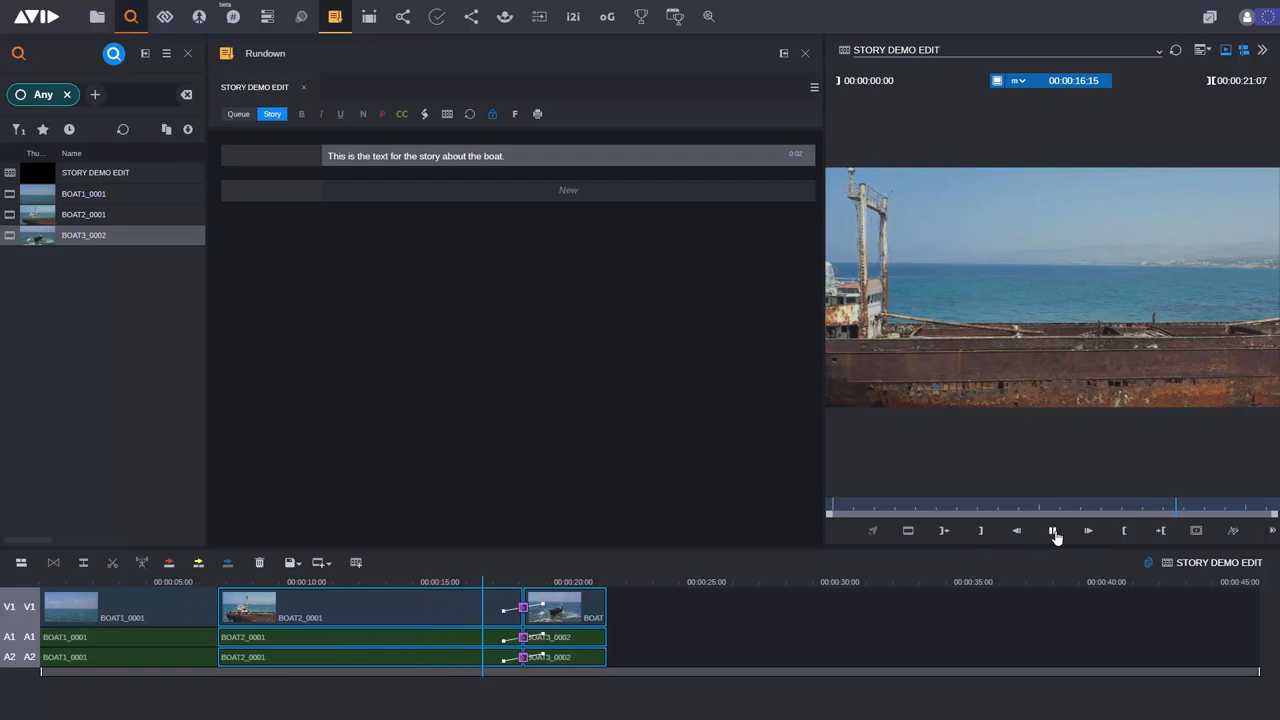 AVID
beta
i2i
oG
Rundown
STORY DEMO EDIT
] 00:00:00:00
m
00:00:16:15
][ 00:00:21:07
Any
STORY DEMO EDIT
Queue
Story
B
I
U
N
P
CC
F
1
Thu...
Name
This is the text for the story about the boat.
0:02
STORY DEMO EDIT
New
BOAT1_0001
BOAT2_0001
BOAT3_0002
STORY DEMO EDIT
00:00:05:00
00:00:10:00
00:00:15:00
00:00:20:00
00:00:25:00
00:00:30:00
00:00:35:00
00:00:40:00
00:00:45:00
V1 V1
BOAT1_0001
BOAT2_0001
BOAT
A1 A1
BOAT1_0001
BOAT2_0001
BOAT3_0002
A2 A2
BOAT1_0001
BOAT2_0001
BOAT3_0002